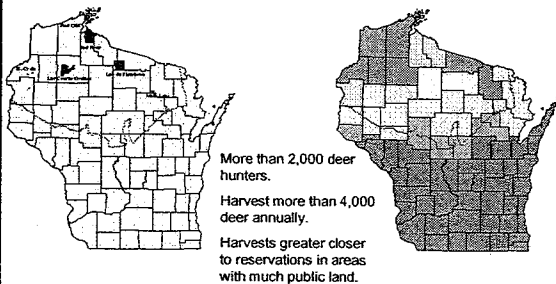 Red Cliff
Bad River
St. Croix
Lac Courte Oreilles
Lac du Flambeau
More than 2,000 deer
hunters.
Harvest more than 4,000
deer annually.
Harvests greater closer
to reservations in areas
with much public land.